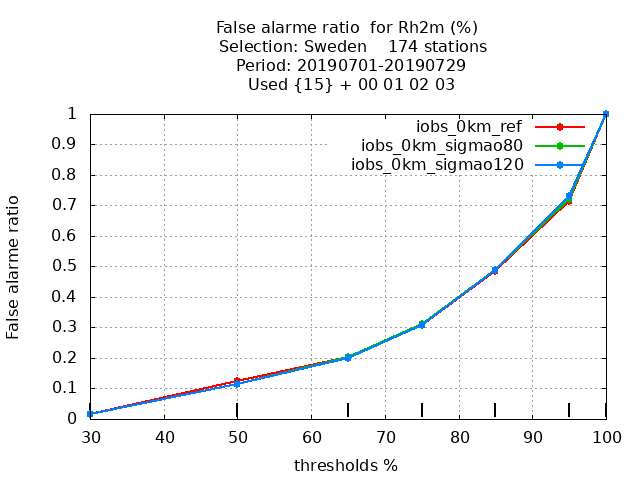 False alarme ratio  for Rh2m (%)
Selection: Sweden    174 stations
Period: 20190701-20190729
Used {15} + 00 01 02 03
iobs_0km_ref
iobs_0km_sigmao80
iobs_0km_sigmao120
False alarme ratio
1
0.9
0.8
0.7
0.6
0.5
0.4
0.3
0.2
0.1
0
30 40 50 60 70 80 90 100
thresholds %